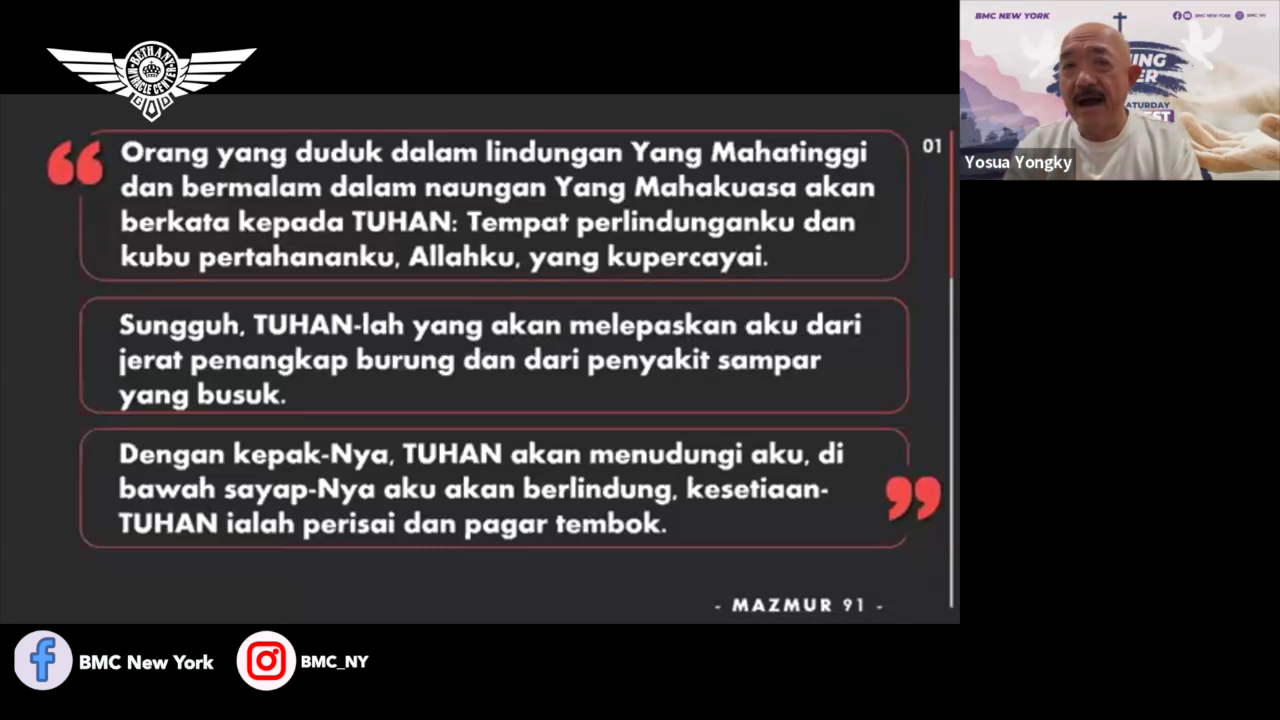 BETHANY
MIRACLE CENTER
BMC NEW YORK
BMC NEW YORK
BMC_NY
ATURDAY
Yosua Yongky
01
Orang yang duduk dalam lindungan Yang Mahatinggi
dan bermalam dalam naungan Yang Mahakuasa akan
berkata kepada TUHAN: Tempat perlindunganku dan
kubu pertahananku, Allahku, yang kupercayai.
Sungguh, TUHAN-lah yang akan melepaskan aku dari
jerat penangkap burung dan dari penyakit sampar
yang busuk.
Dengan kepak-Nya, TUHAN akan menudungi aku, di
bawah sayap-Nya aku akan berlindung, kesetiaan-
TUHAN ialah perisai dan pagar tembok.
- MAZMUR 91 -
BMC New York
BMC_NY